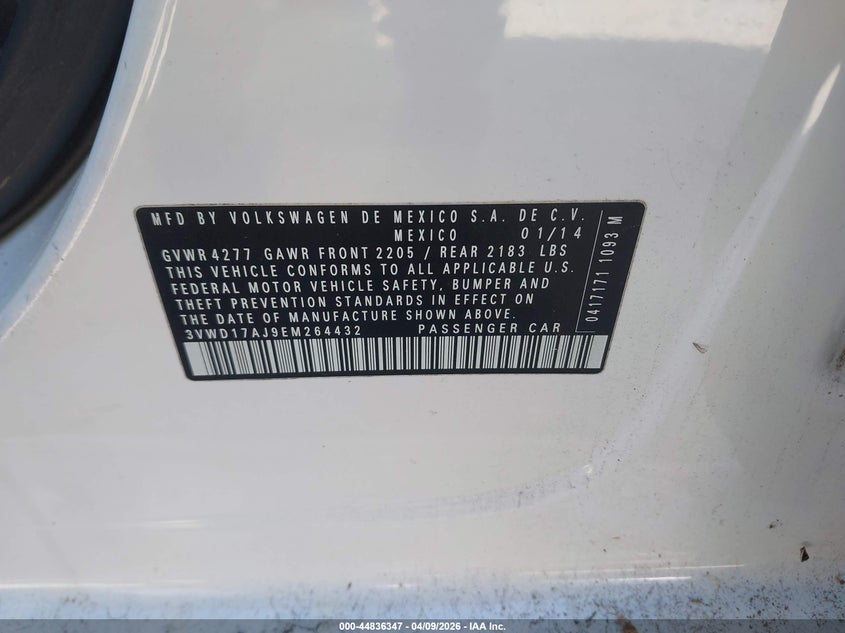 MFD BY VOLKSWAGEN DE MEXICO S.A. DE C.V.
MEXICO 01/14
GVWR 4277 GAWR FRONT 2205 / REAR 2183 LBS
THIS VEHICLE CONFORMS TO ALL APPLICABLE U.S.
FEDERAL MOTOR VEHICLE SAFETY, BUMPER AND
THEFT PREVENTION STANDARDS IN EFFECT ON
THE DATE OF MANUFACTURE SHOWN ABOVE.
3VWD17AJ9EM264432 PASSENGER CAR
0417171 1093 M
000-44836347 - 04/09/2026 - IAA Inc.